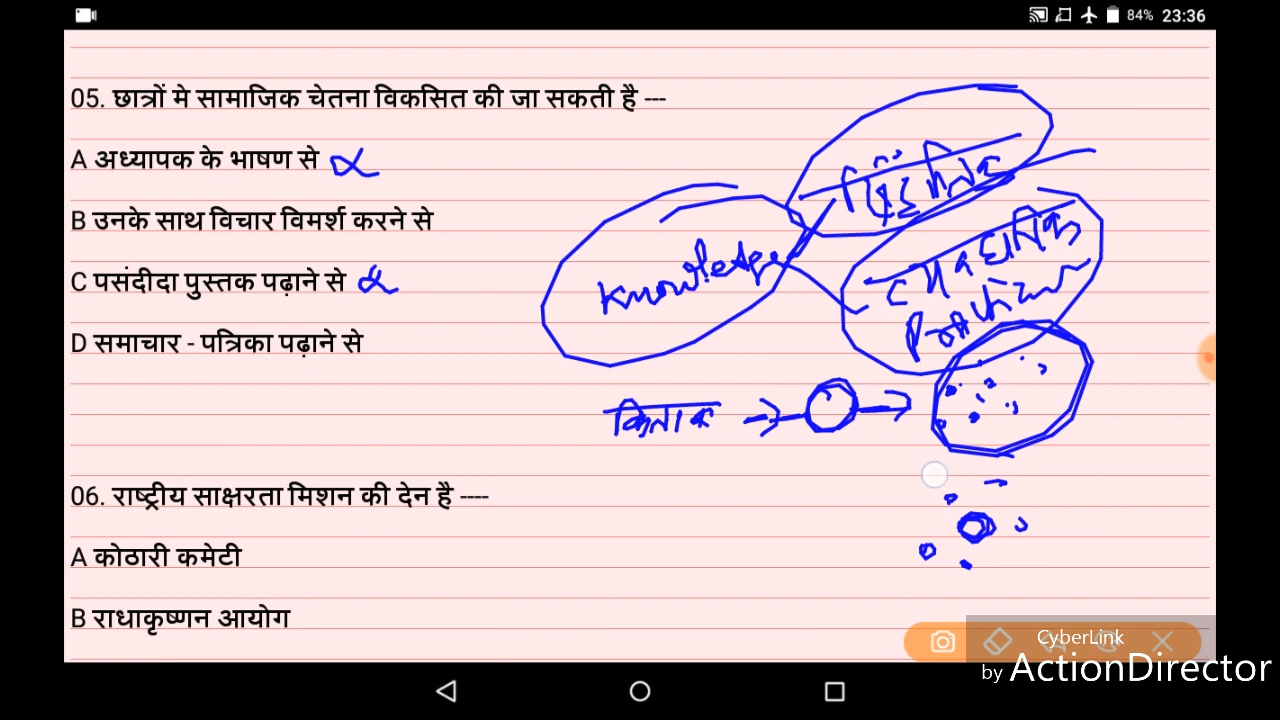 84% 23:36
05. छात्रों मे सामाजिक चेतना विकसित की जा सकती है ---
A अध्यापक के भाषण से
B उनके साथ विचार विमर्श करने से
C पसंदीदा पुस्तक पढ़ाने से
D समाचार - पत्रिका पढ़ाने से
Knowledge
किताब
06. राष्ट्रीय साक्षरता मिशन की देन है ----
A कोठारी कमेटी
B राधाकृष्णन आयोग
CyberLink
by ActionDirector